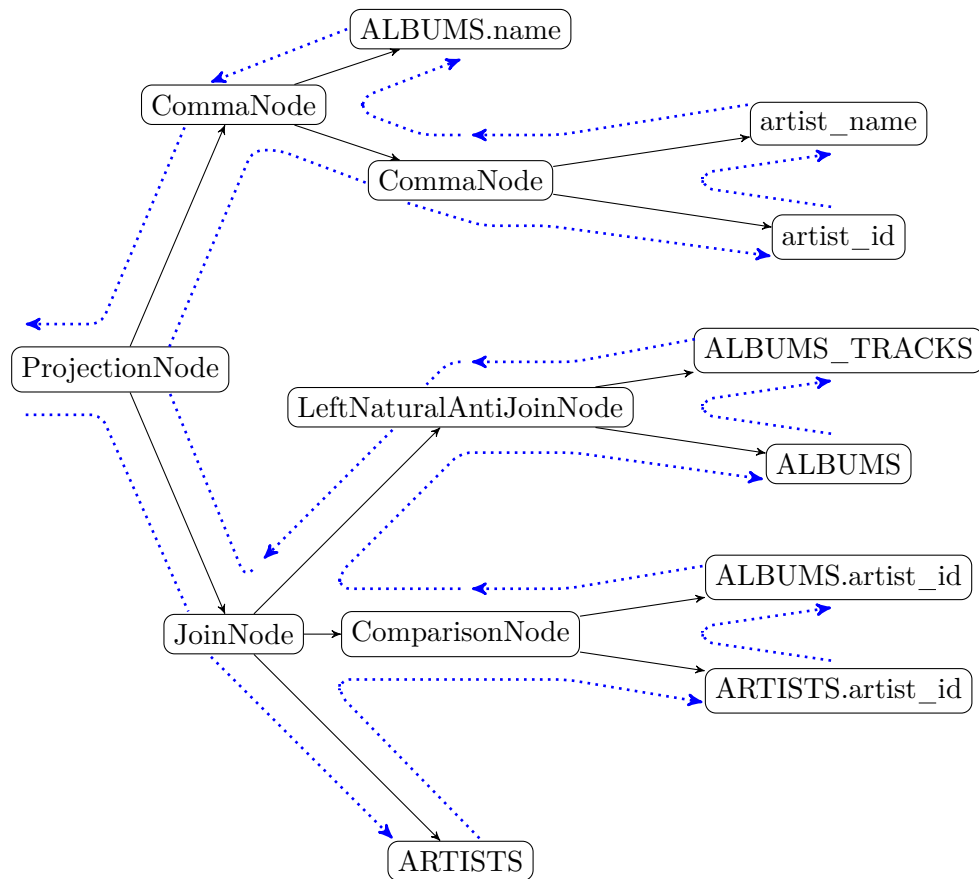 ALBUMS.name
CommaNode
artist_name
CommaNode
artist_id
ProjectionNode
ALBUMS_TRACKS
LeftNaturalAntiJoinNode
ALBUMS
ALBUMS.artist_id
JoinNode
ComparisonNode
ARTISTS.artist_id
ARTISTS